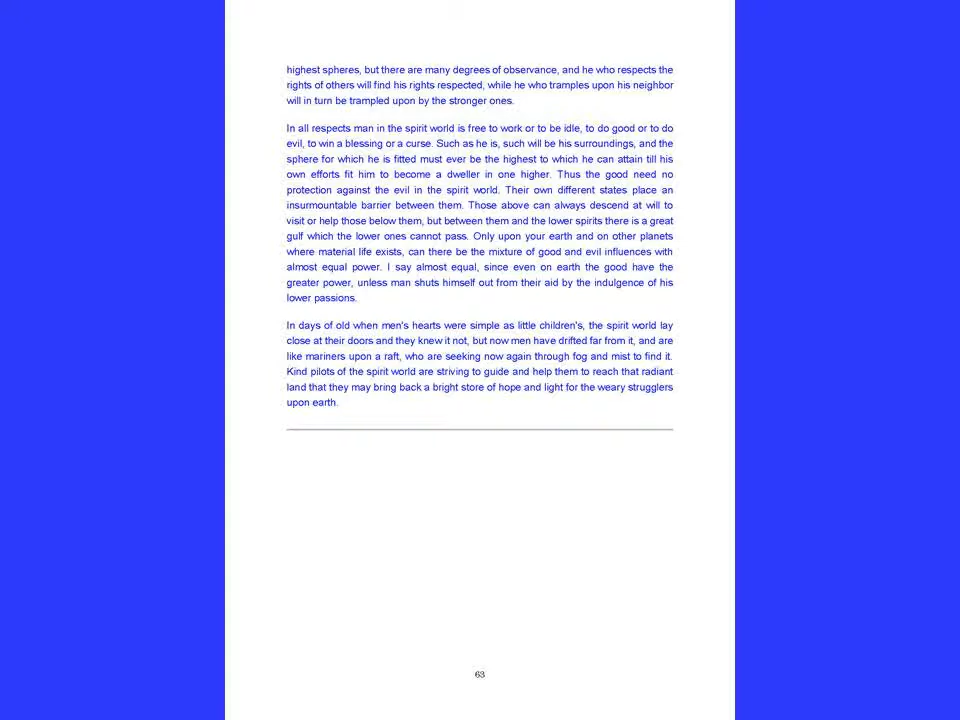 highest spheres, but there are many degrees of observance, and he who respects the
rights of others will find his rights respected, while he who tramples upon his neighbor
will in turn be trampled upon by the stronger ones.
In all respects man in the spirit world is free to work or to be idle, to do good or to do
evil, to win a blessing or a curse. Such as he is, such will be his surroundings, and the
sphere for which he is fitted must ever be the highest to which he can attain till his
own efforts fit him to become a dweller in one higher. Thus the good need no
protection against the evil in the spirit world. Their own different states place an
insurmountable barrier between them. Those above can always descend at will to
visit or help those below them, but between them and the lower spirits there is a great
gulf which the lower ones cannot pass. Only upon your earth and on other planets
where material life exists, can there be the mixture of good and evil influences with
almost equal power. I say almost equal, since even on earth the good have the
greater power, unless man shuts himself out from their aid by the indulgence of his
lower passions.
In days of old when men's hearts were simple as little children's, the spirit world lay
close at their doors and they knew it not, but now men have drifted far from it, and are
like mariners upon a raft, who are seeking now again through fog and mist to find it.
Kind pilots of the spirit world are striving to guide and help them to reach that radiant
land that they may bring back a bright store of hope and light for the weary strugglers
upon earth.
63